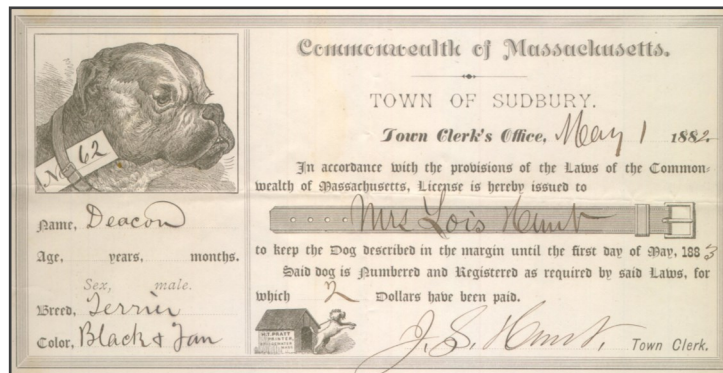 No. 62
Name, Deacon
Age, years, months.
Sex, male.
Breed, Terrier
Color, Black & Tan
Commonwealth of Massachusetts.
TOWN OF SUDBURY.
Town Clerk's Office, May 1 1882.
In accordance with the provisions of the Laws of the Common-
wealth of Massachusetts, License is hereby issued to
Mrs Lois Hunt
to keep the Dog described in the margin until the first day of May, 1883
Said dog is Numbered and Registered as required by said Laws, for
which 2 Dollars have been paid.
H.T. PRATT
PRINTER,
J. S. Hunt, Town Clerk.